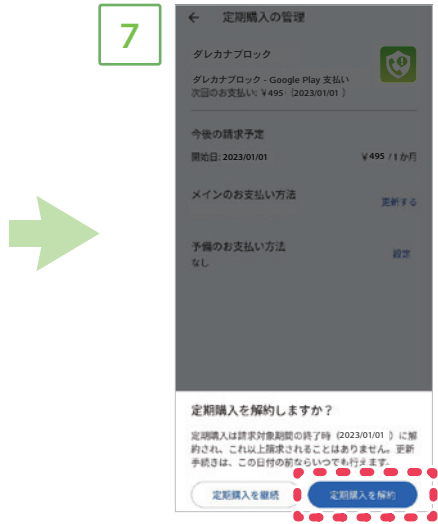 7
← 定期購入の管理
ダレカナブロック
ダレカナブロック - Google Play 支払い
次回のお支払い: ¥495（2023/01/01 ）
今後の請求予定
開始日: 2023/01/01 ¥495 / 1 か月
メインのお支払い方法
更新する
予備のお支払い方法
設定
なし
定期購入を解約しますか？
定期購入は請求対象期間の終了時（2023/01/01 ）に解
約され、これ以上請求されることはありません。更新
手続きは、この日付の前ならいつでも行えます。
定期購入を継続 定期購入を解約